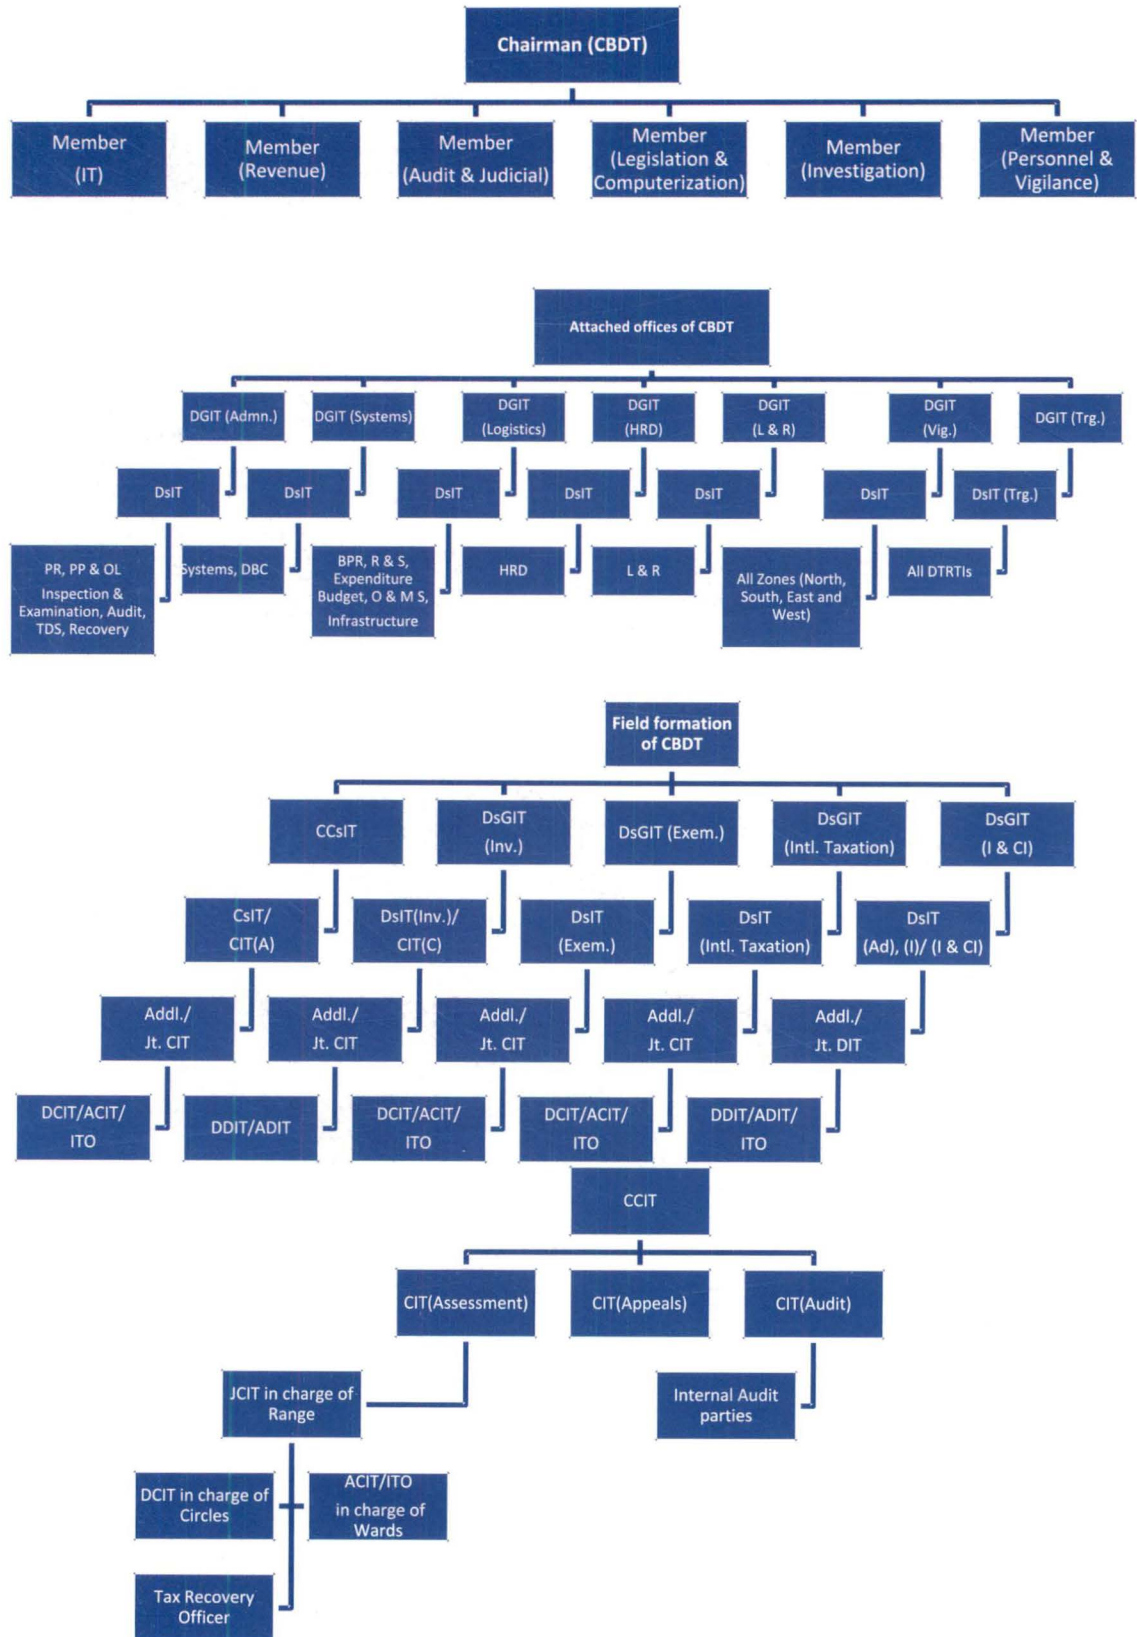 Chairman (CBDT)
Member
(IT)
Member
(Revenue)
Member
(Audit & Judicial)
Member
(Legislation &
Computerization)
Member
(Investigation)
Member
(Personnel &
Vigilance)
Attached offices of CBDT
DGIT (Admn.)
DGIT (Systems)
DGIT
(Logistics)
DGIT
(HRD)
DGIT
(L & R)
DGIT
(Vig.)
DGIT (Trg.)
DsIT
DsIT
DsIT
DsIT
DsIT
DsIT
DsIT (Trg.)
PR, PP & OL
Inspection &
Examination, Audit,
TDS, Recovery
Systems, DBC
BPR, R & S,
Expenditure
Budget, O & M S,
Infrastructure
HRD
L & R
All Zones (North,
South, East and
West)
All DTRTIs
Field formation
of CBDT
CCsIT
DsGIT
(Inv.)
DsGIT (Exem.)
DsGIT
(Intl. Taxation)
DsGIT
(I & CI)
CsIT/
CIT(A)
DsIT(Inv.)/
CIT(C)
DsIT
(Exem.)
DsIT
(Intl. Taxation)
DsIT
(Ad), (I)/ (I & CI)
Addl./
Jt. CIT
Addl./
Jt. CIT
Addl./
Jt. CIT
Addl./
Jt. CIT
Addl./
Jt. DIT
DCIT/ACIT/
ITO
DDIT/ADIT
DCIT/ACIT/
ITO
DCIT/ACIT/
ITO
DDIT/ADIT/
ITO
CCIT
CIT(Assessment)
CIT(Appeals)
CIT(Audit)
JCIT in charge of
Range
Internal Audit
parties
DCIT in charge of
Circles
ACIT/ITO
in charge of
Wards
Tax Recovery
Officer